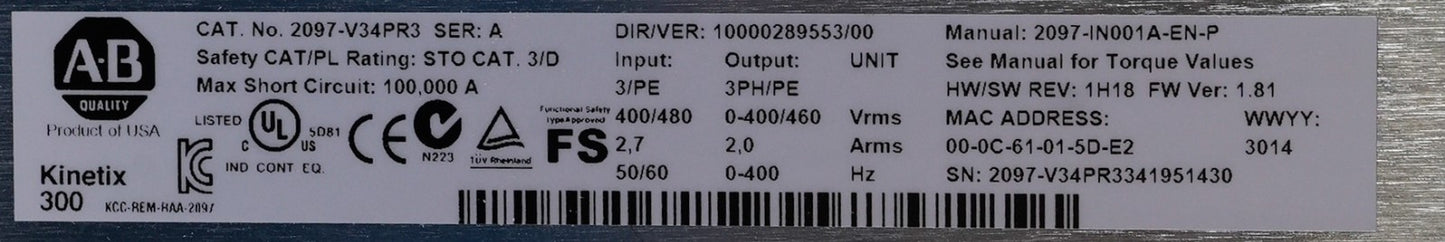 A·B
QUALITY
Product of USA
Kinetix
300
CAT. No. 2097-V34PR3 SER: A
Safety CAT/PL Rating: STO CAT. 3/D
Max Short Circuit: 100,000 A
LISTED
UL
C US
5D81
IND CONT EQ.
KCC-REM-RAA-2097
CE
N223
TÜV Rheinland
Functional Safety
Type Approved
FS
DIR/VER: 10000289553/00
Input: Output: UNIT
3/PE 3PH/PE
400/480 0-400/460 Vrms
2,7 2,0 Arms
50/60 0-400 Hz
Manual: 2097-IN001A-EN-P
See Manual for Torque Values
HW/SW REV: 1H18 FW Ver: 1.81
MAC ADDRESS: WWYY:
00-0C-61-01-5D-E2 3014
SN: 2097-V34PR3341951430